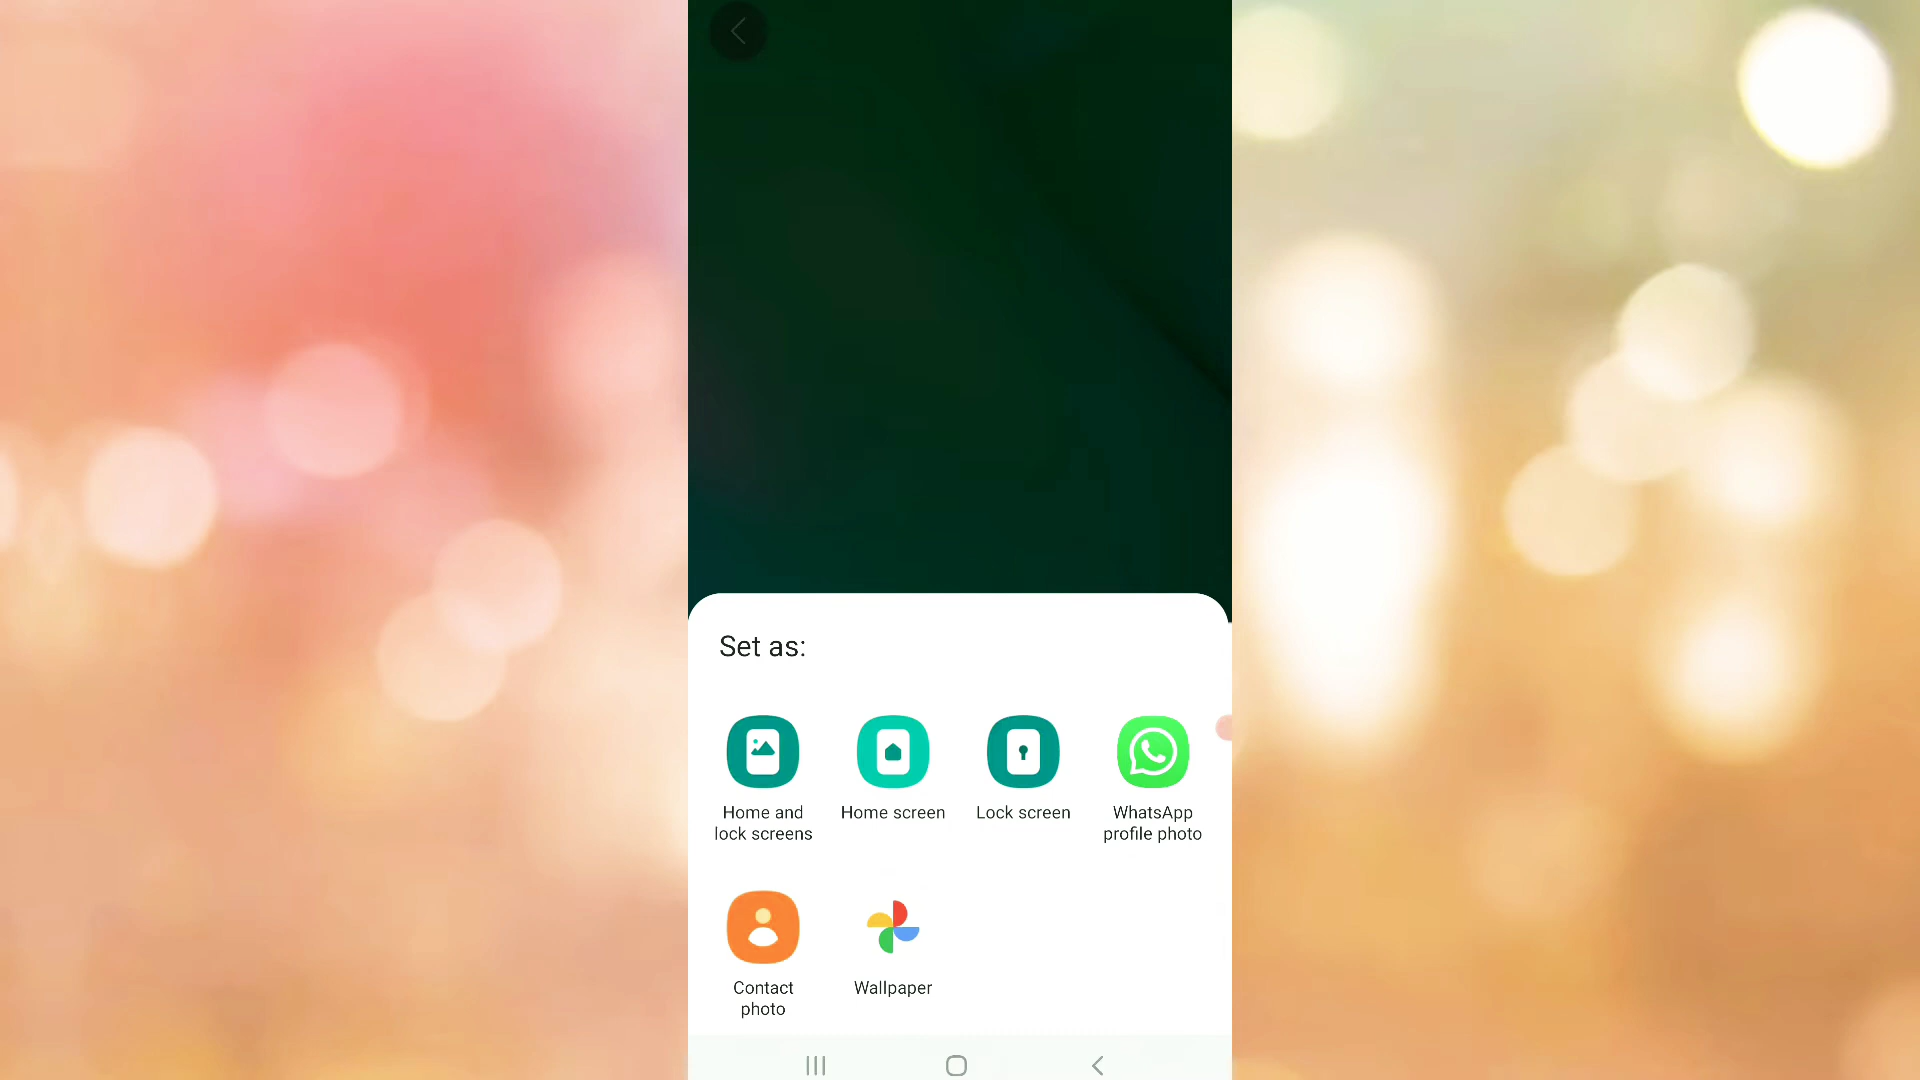 Set as:
Home and
lock screens
Home screen
Lock screen
WhatsApp
profile photo
Contact
photo
Wallpaper